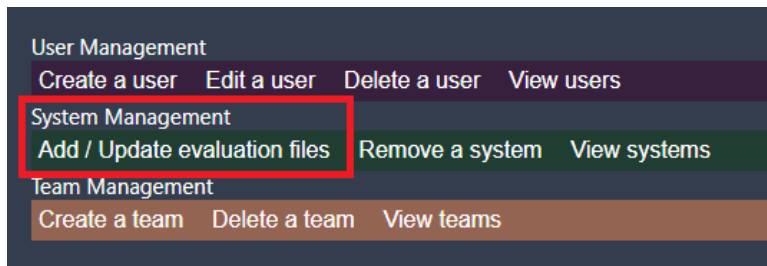 User Management
Create a user Edit a user Delete a user View users
System Management
Add / Update evaluation files Remove a system View systems
Team Management
Create a team Delete a team View teams